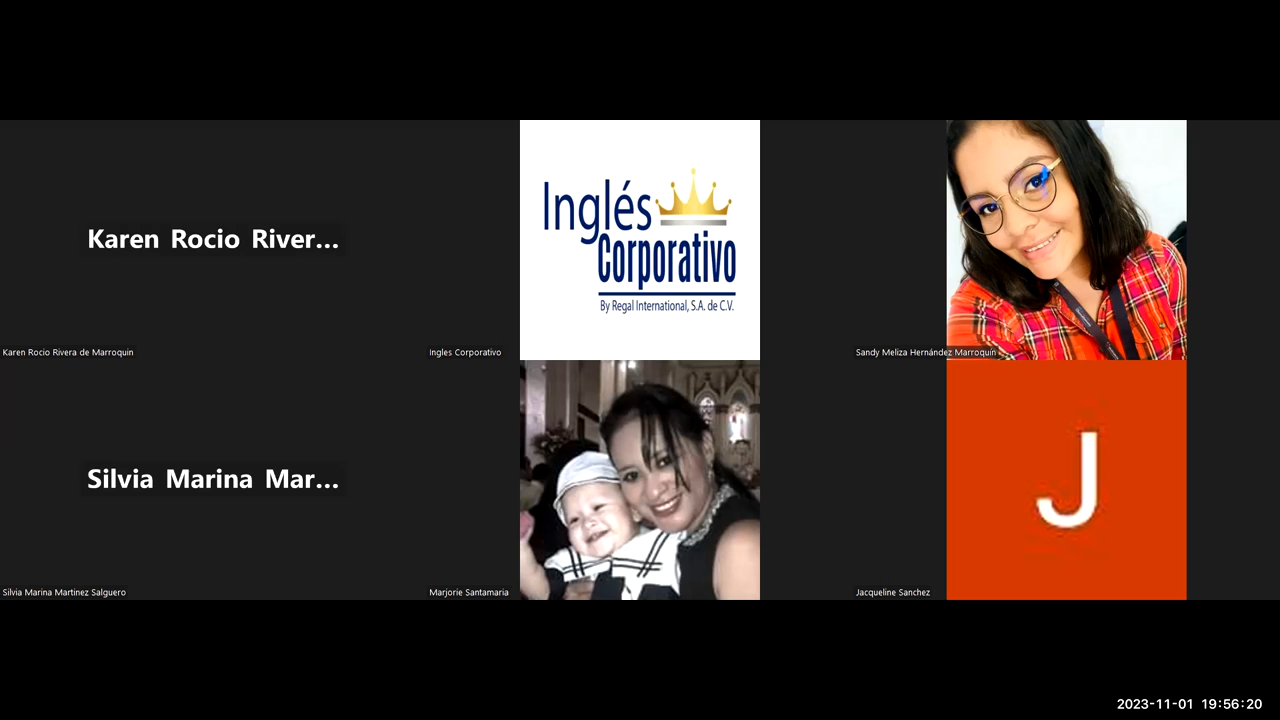 Karen Rocio River...
Karen Rocio Rivera de Marroquin
Inglés
Corporativo
By Regal International, S.A. de C.V.
Ingles Corporativo
Sandy Meliza Hernández Marroquín
Silvia Marina Mar...
Silvia Marina Martinez Salguero
Marjorie Santamaria
J
Jacqueline Sanchez
2023-11-01 19:56:20